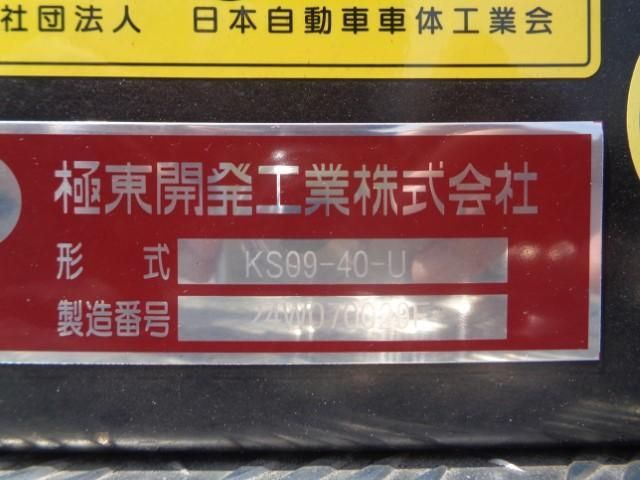 社団法人 日本自動車車体工業会
極東開発工業株式会社
形式 KS09-40-U
製造番号